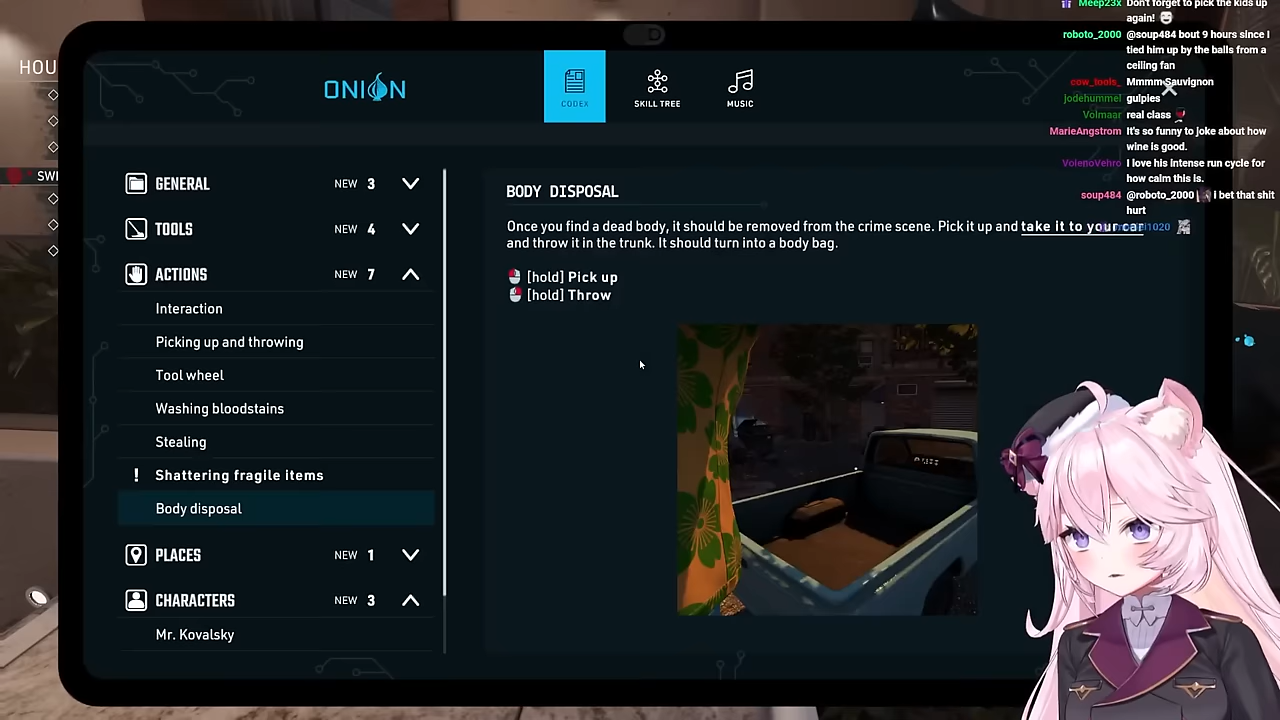 Meep23x Don't forget to pick the kids up
again!
roboto_2000 @soup484 bout 9 hours since I
tied him up by the balls from a
ceiling fan
cow_tools_ Mmmm Sauvignon
jodehummel gulpies
Volmaar real class
MarieAngstrom It's so funny to joke about how
wine is good.
VolenoVehro I love his intense run cycle for
how calm this is.
soup484 @roboto_2000 I bet that shit
hurt
HOU
SWI
ONION
CODEX
SKILL TREE
MUSIC
GENERAL NEW 3
TOOLS NEW 4
ACTIONS NEW 7
Interaction
Picking up and throwing
Tool wheel
Washing bloodstains
Stealing
! Shattering fragile items
Body disposal
PLACES NEW 1
CHARACTERS NEW 3
Mr. Kovalsky
BODY DISPOSAL
Once you find a dead body, it should be removed from the crime scene. Pick it up and take it to your car
and throw it in the trunk. It should turn into a body bag.
[hold] Pick up
[hold] Throw